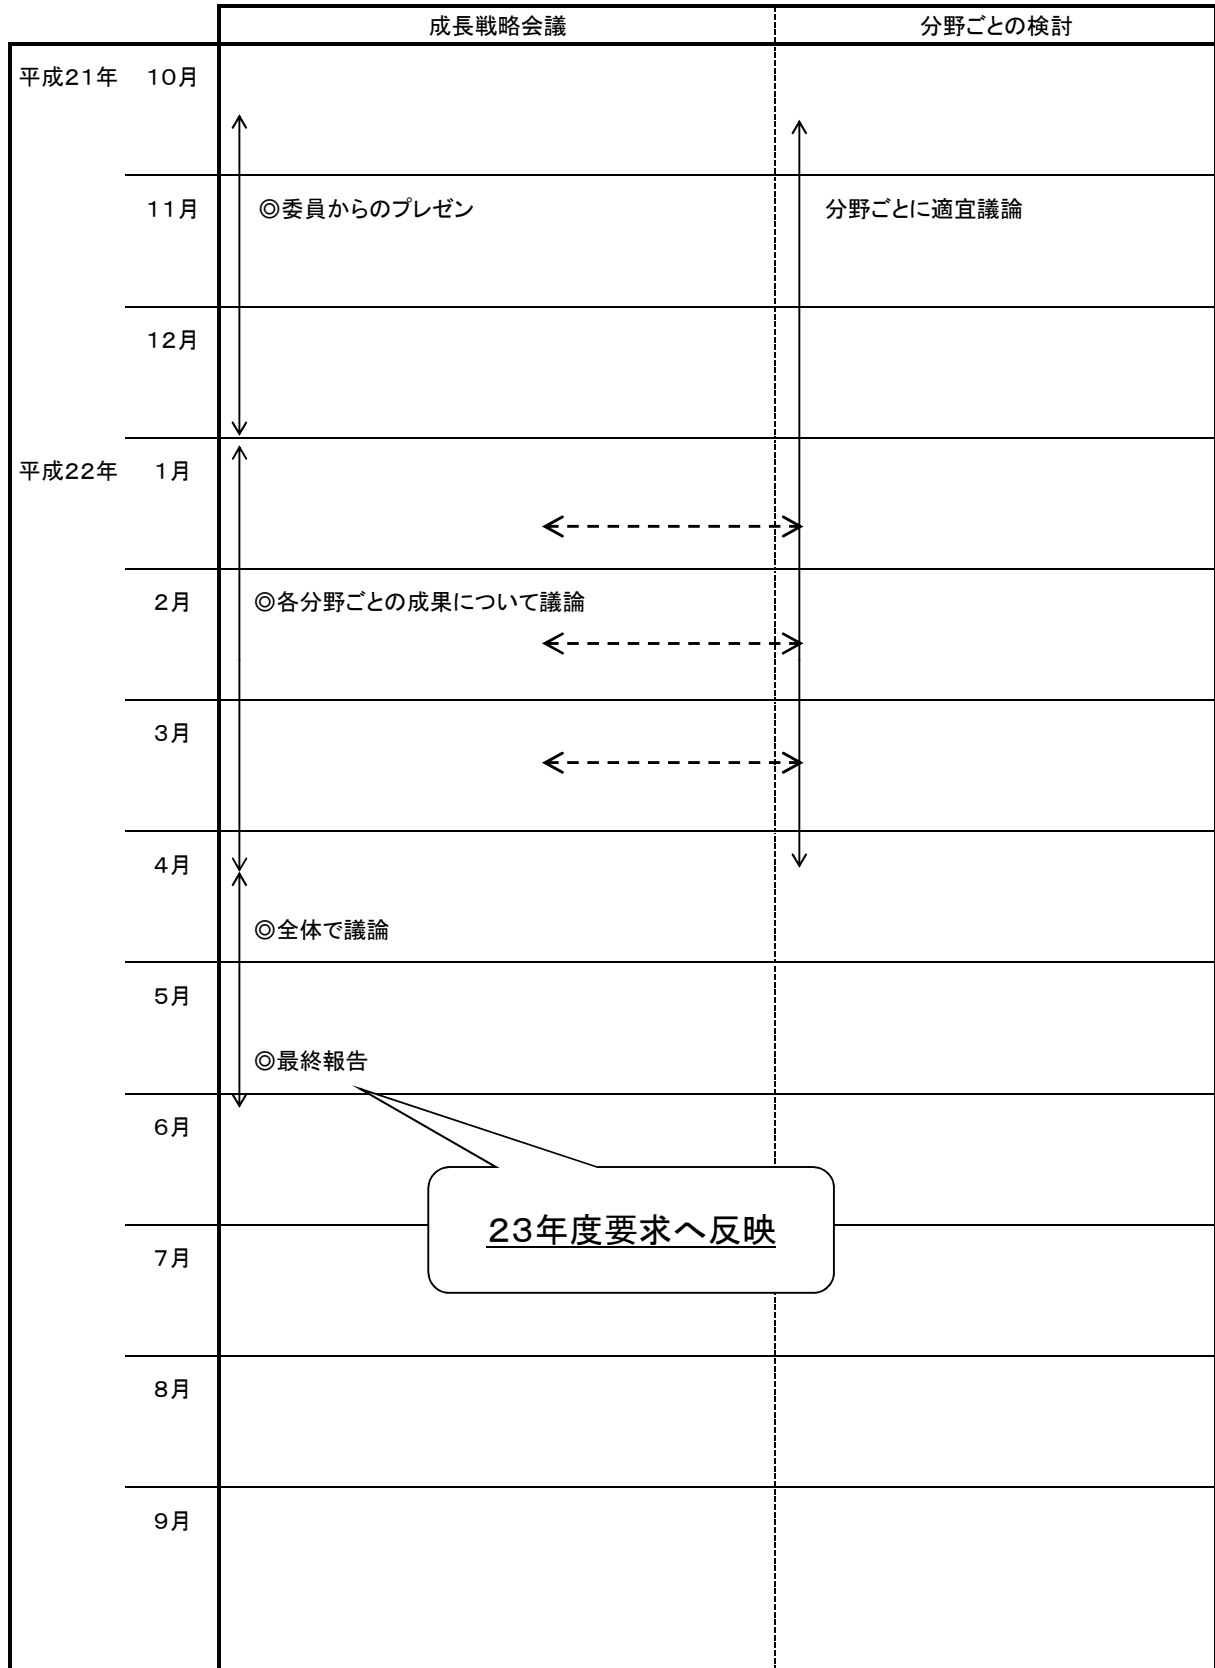 成長戦略会議 分野ごとの検討
平成21年 10月
11月 ◎委員からのプレゼン 分野ごとに適宜議論
12月
平成22年 1月
2月 ◎各分野ごとの成果について議論
3月
4月
◎全体で議論
5月
◎最終報告
6月
23年度要求へ反映
7月
8月
9月